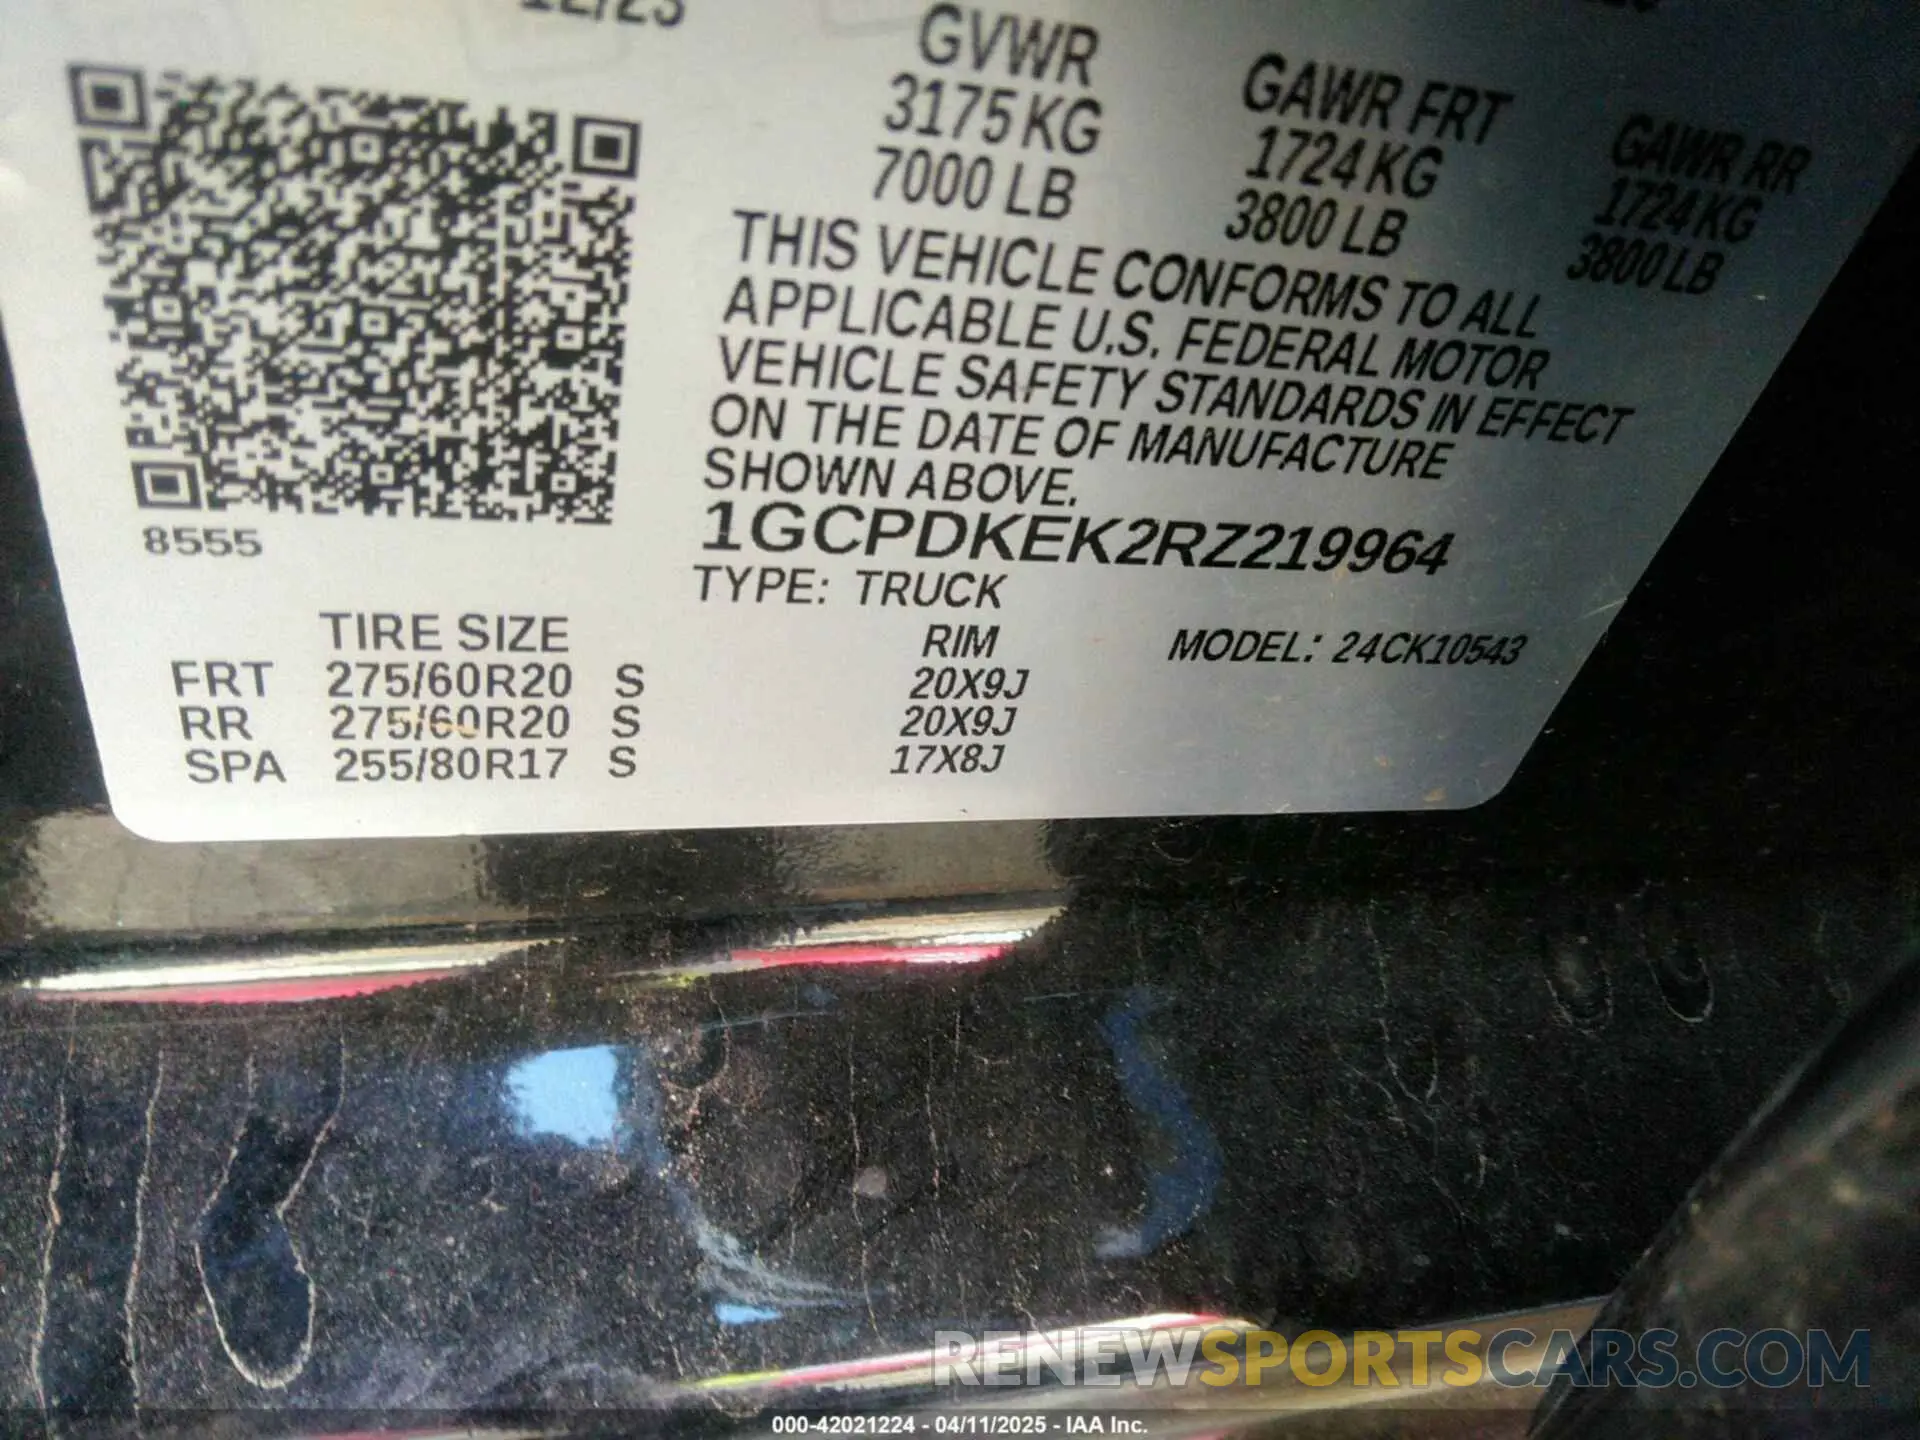 12/23
GVWR
3175 KG
7000 LB
GAWR FRT
1724 KG
3800 LB
GAWR RR
1724 KG
3800 LB
THIS VEHICLE CONFORMS TO ALL
APPLICABLE U.S. FEDERAL MOTOR
VEHICLE SAFETY STANDARDS IN EFFECT
ON THE DATE OF MANUFACTURE
SHOWN ABOVE.
1GCPDKEK2RZ219964
TYPE: TRUCK
8555
TIRE SIZE RIM MODEL: 24CK10543
FRT 275/60R20 S 20X9J
RR 275/60R20 S 20X9J
SPA 255/80R17 S 17X8J
RENEWSPORTSCARS.COM
000-42021224 - 04/11/2025 - IAA Inc.